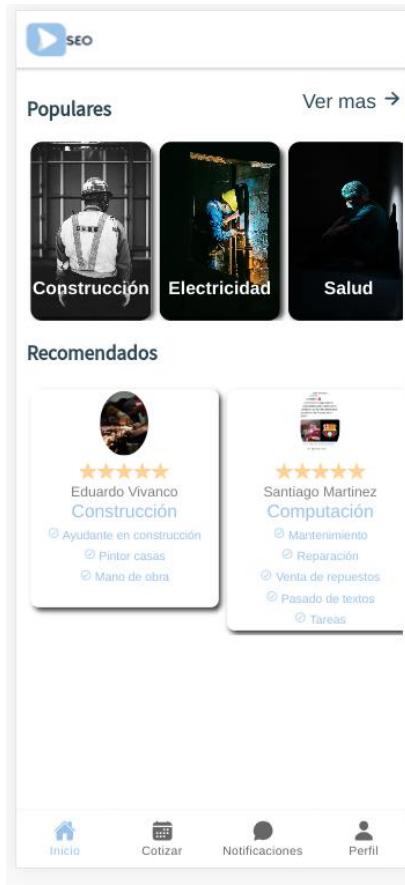 SEO
Populares
Ver mas →
Construcción
Electricidad
Salud
Recomendados
Eduardo Vivanco
Construcción
Ayudante en construcción
Pintor casas
Mano de obra
Santiago Martinez
Computación
Mantenimiento
Reparación
Venta de repuestos
Pasado de textos
Tareas
Inicio
Cotizar
Notificaciones
Perfil